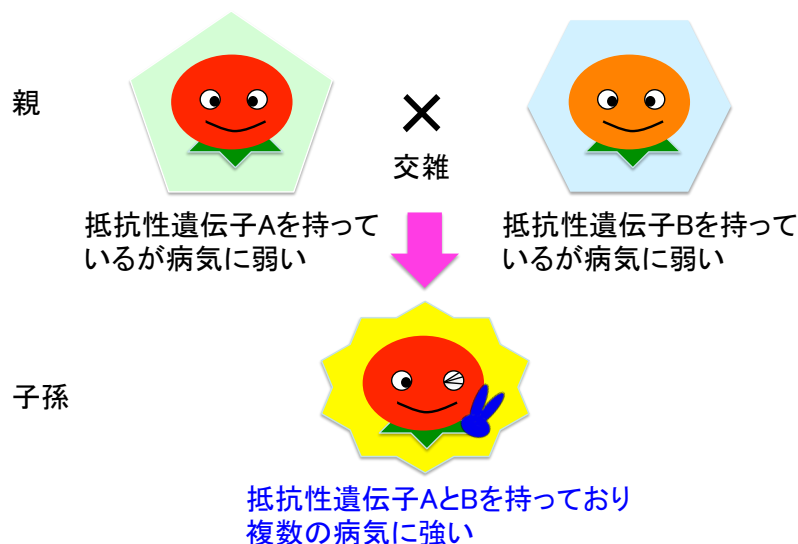 親
交雑
抵抗性遺伝子Aを持って
いるが病気に弱い
抵抗性遺伝子Bを持って
いるが病気に弱い
子孫
抵抗性遺伝子AとBを持っており
複数の病気に強い